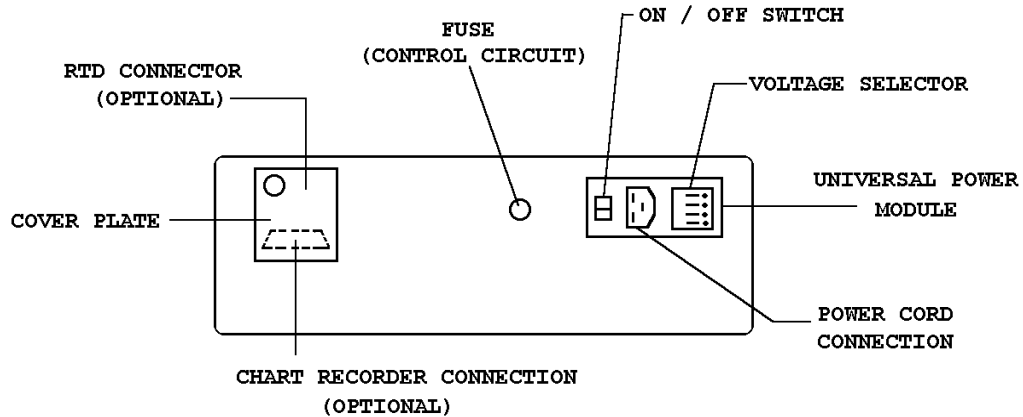 ON / OFF SWITCH
FUSE
(CONTROL CIRCUIT)
RTD CONNECTOR
(OPTIONAL)
VOLTAGE SELECTOR
UNIVERSAL POWER
MODULE
COVER PLATE
POWER CORD
CONNECTION
CHART RECORDER CONNECTION
(OPTIONAL)